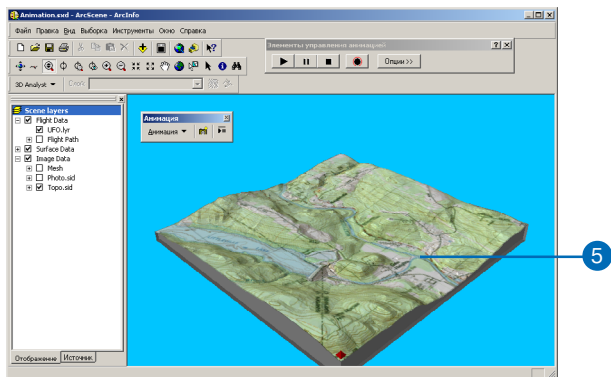 Animation.sxd - ArcScene - ArcInfo
Файл Правка Вид Выборка Инструменты Окно Справка
Элементы управления анимацией
Опции >>
3D Analyst
Слой:
Scene layers
Flight Data
UFO.lyr
Flight Path
Surface Data
Image Data
Mesh
Photo.sid
Topo.sid
Анимация
Анимация
5
Отображение Источник